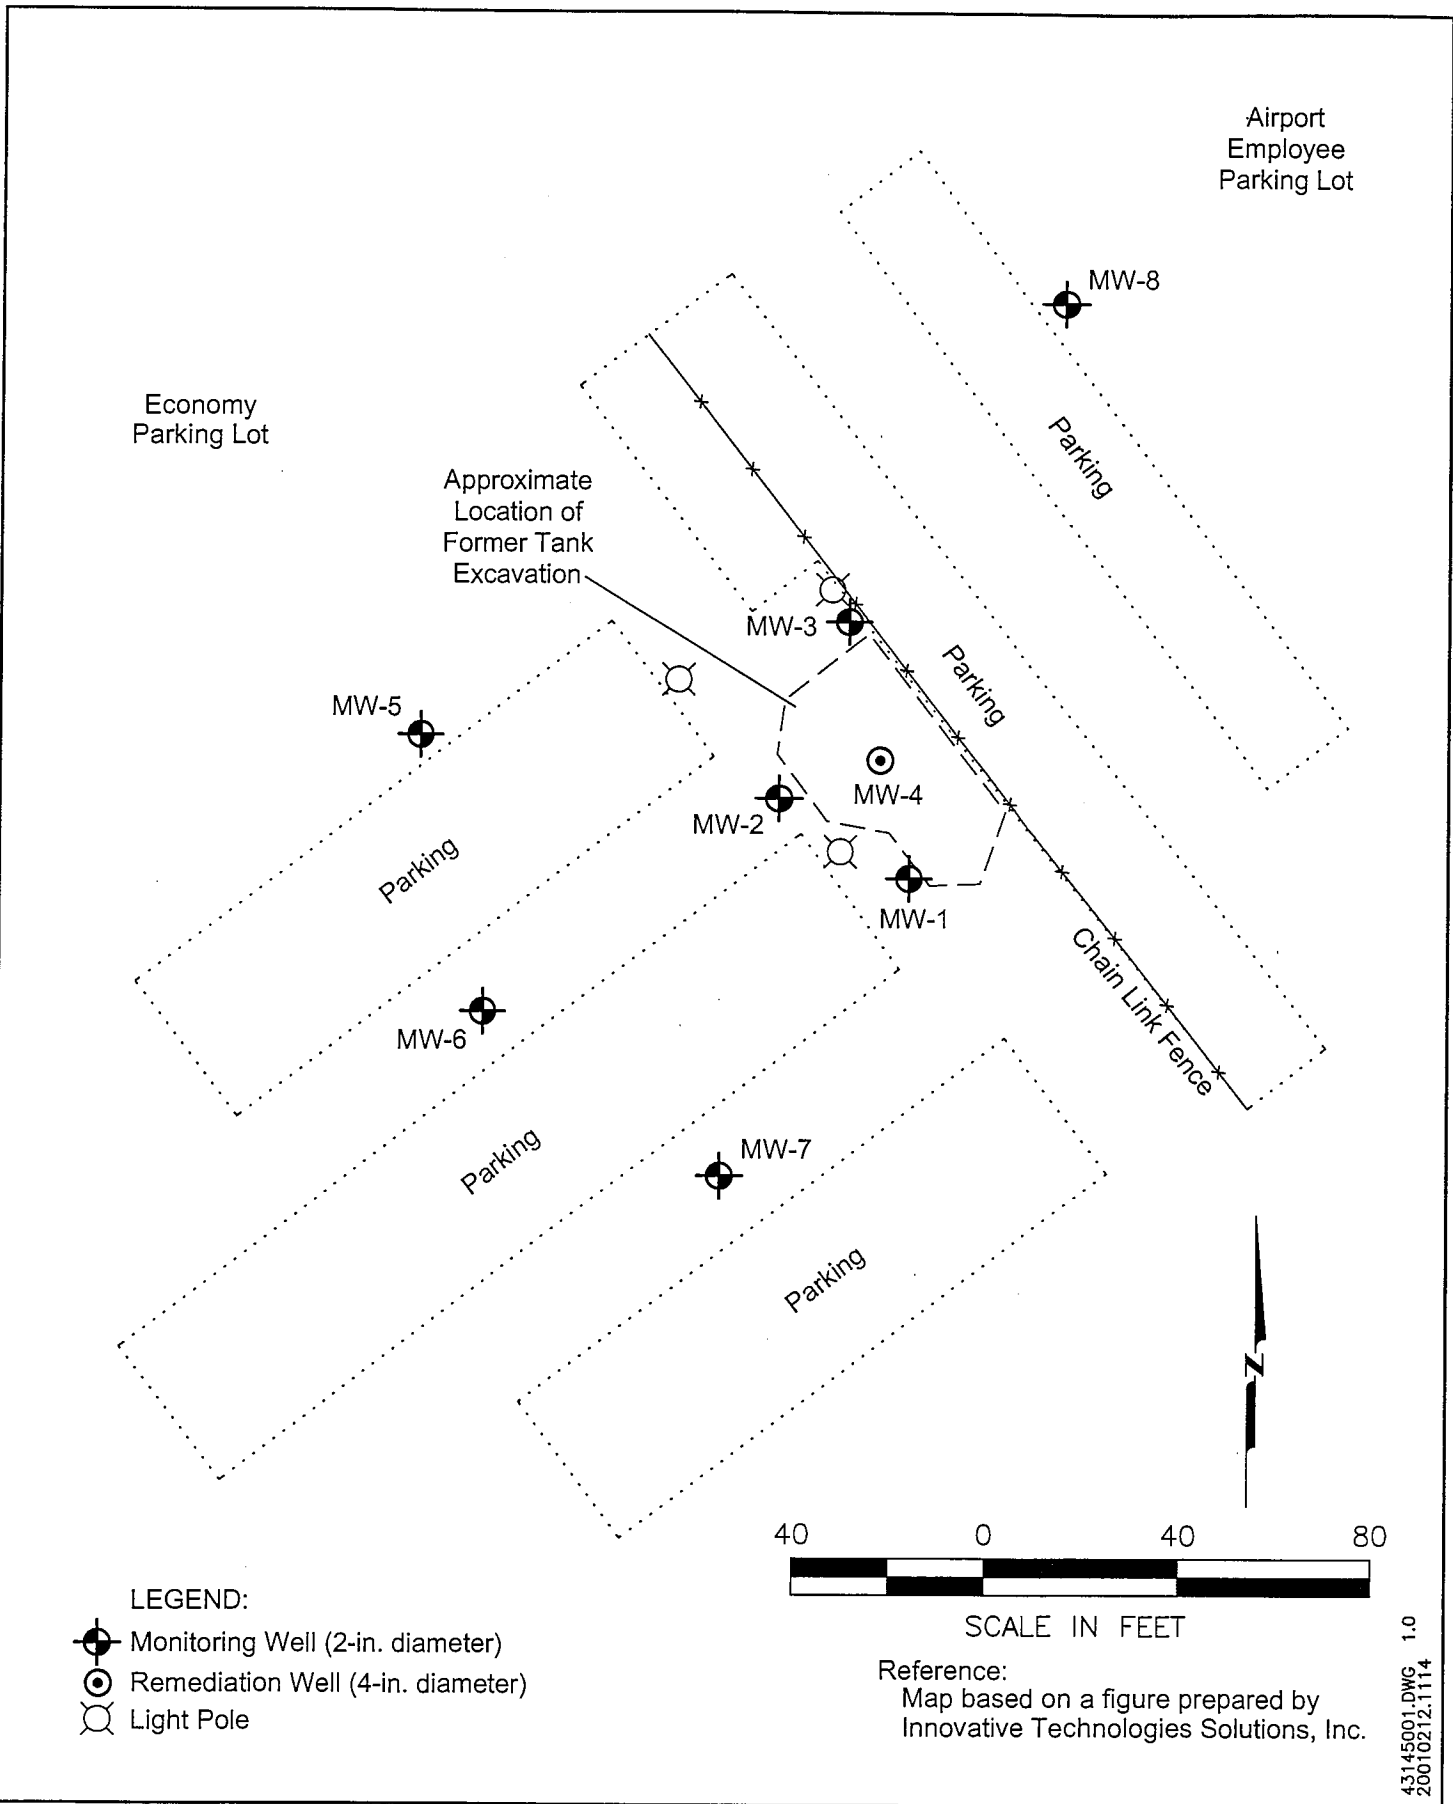 Airport
Employee
Parking Lot
MW-8
Economy
Parking Lot
Parking
Approximate
Location of
Former Tank
Excavation
MW-3
Parking
MW-5
MW-4
MW-2
Parking
MW-1
Chain Link Fence
MW-6
Parking
MW-7
Parking
N
40 0 40 80
SCALE IN FEET
LEGEND:
Monitoring Well (2-in. diameter)
Remediation Well (4-in. diameter)
Light Pole
Reference:
Map based on a figure prepared by
Innovative Technologies Solutions, Inc.
43145001.DWG 1.0
20010212.1114